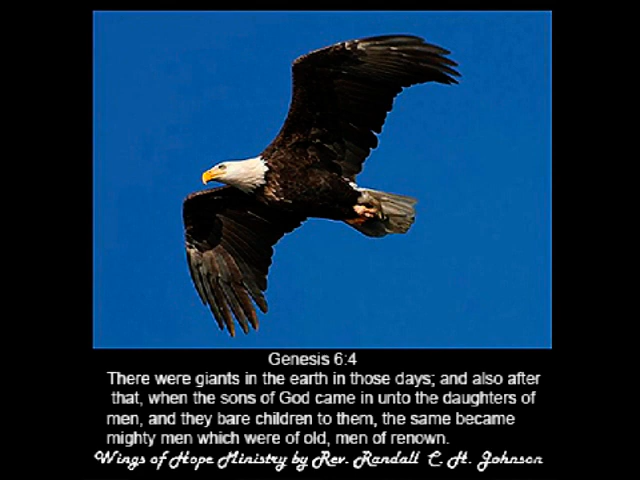 Genesis 6:4
There were giants in the earth in those days; and also after
that, when the sons of God came in unto the daughters of
men, and they bare children to them, the same became
mighty men which were of old, men of renown.
Wings of Hope Ministry by Rev. Randall C. H. Johnson